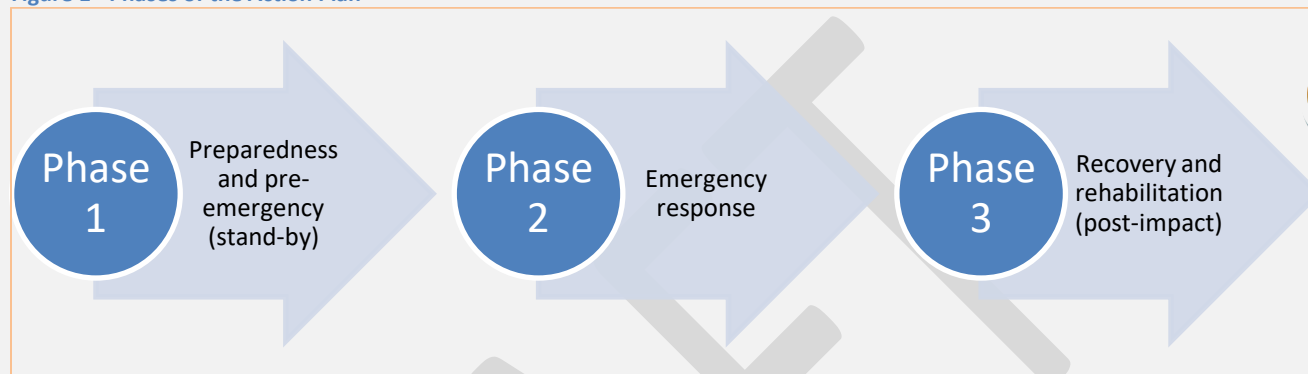 Phase
1
Preparedness
and pre-
emergency
(stand-by)
Phase
2
Emergency
response
Phase
3
Recovery and
rehabilitation
(post-impact)